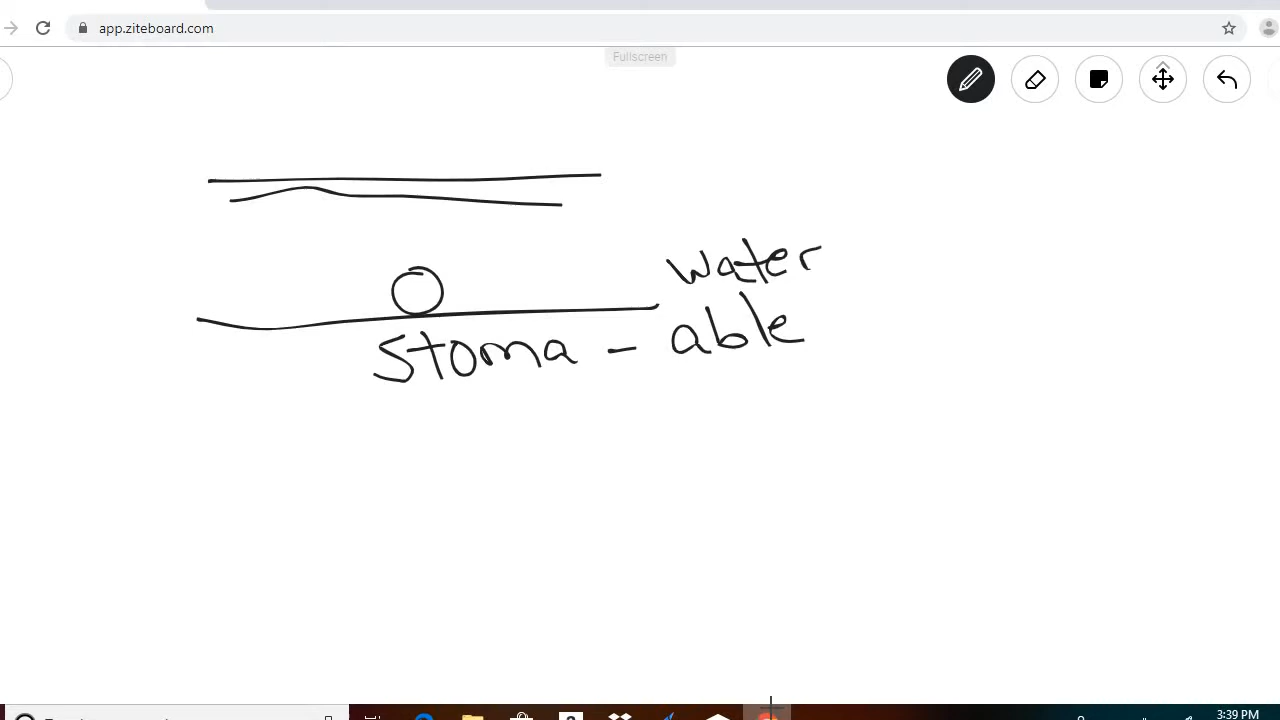 app.ziteboard.com
Fullscreen
water
Stoma - able
3:39 PM